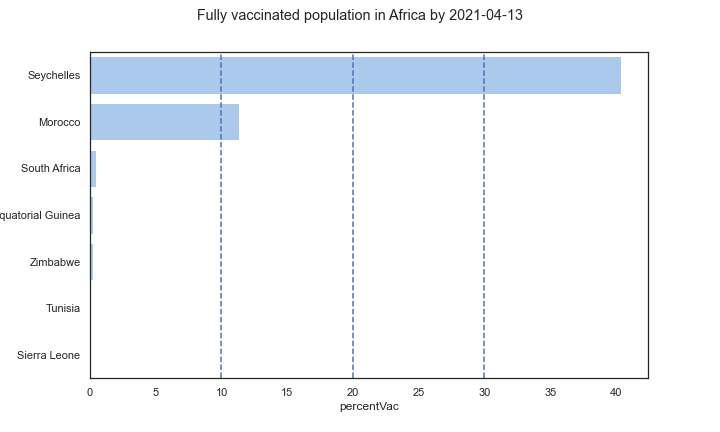 Fully vaccinated population in Africa by 2021-04-13
Seychelles
Morocco
South Africa
quatorial Guinea
Zimbabwe
Tunisia
Sierra Leone
0 5 10 15 20 25 30 35 40
percentVac